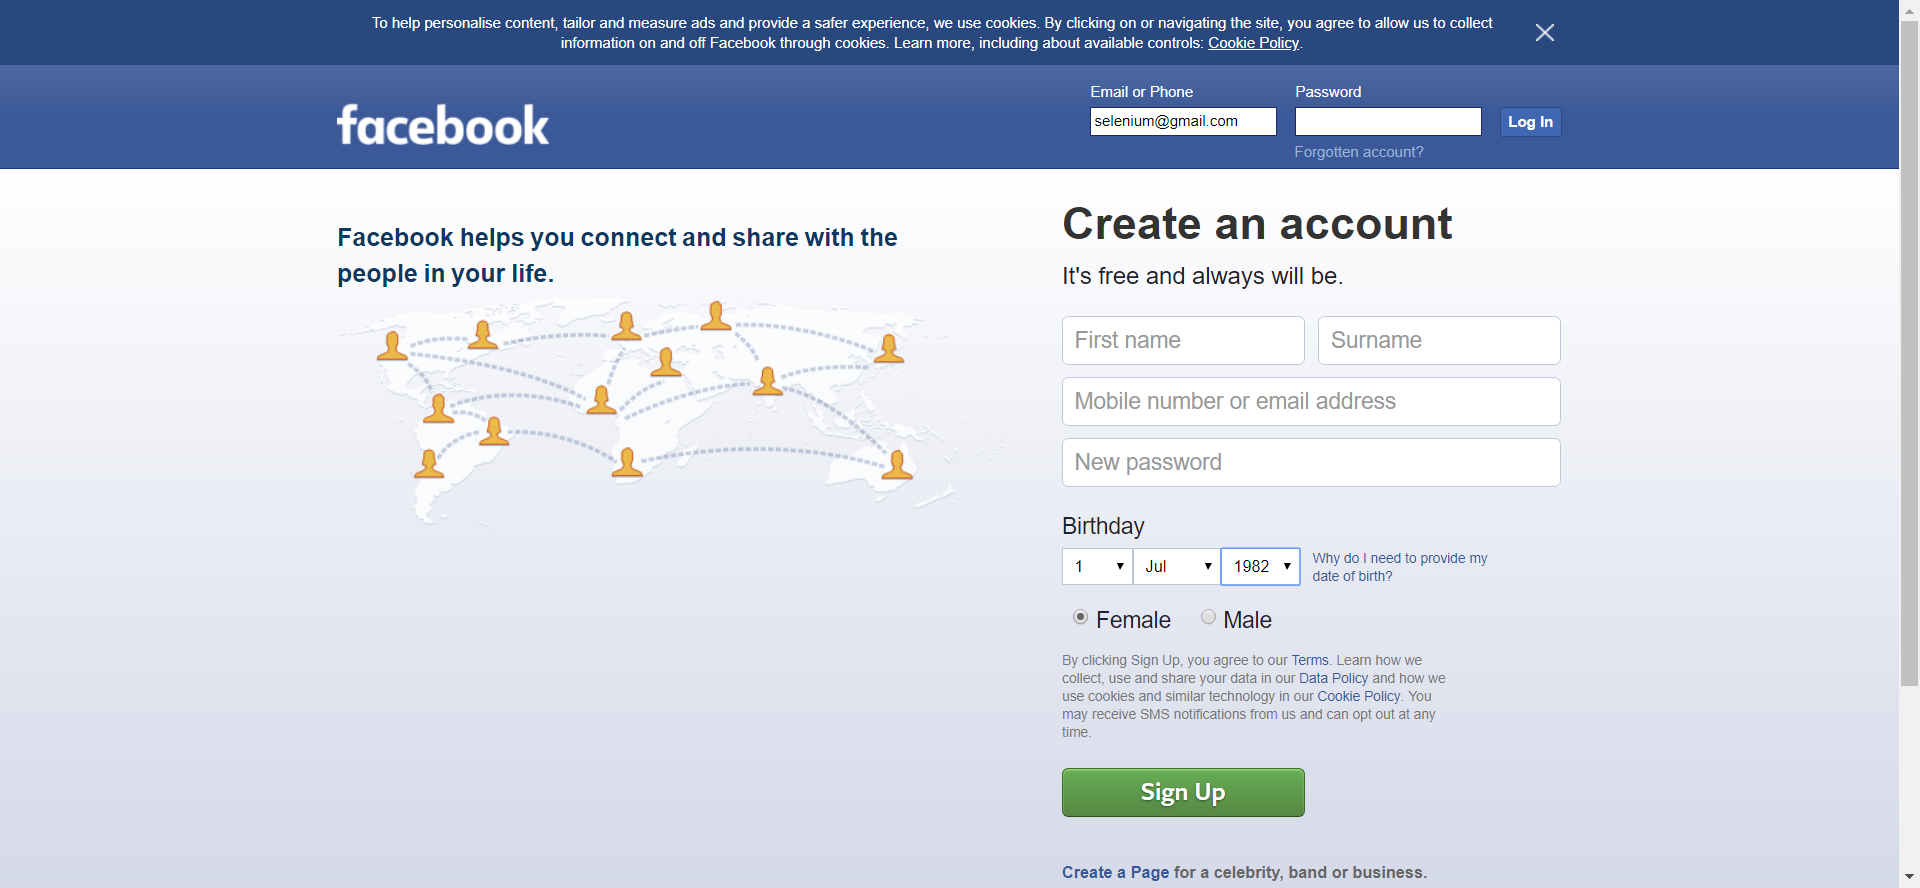 To help personalise content, tailor and measure ads and provide a safer experience, we use cookies. By clicking on or navigating the site, you agree to allow us to collect
information on and off Facebook through cookies. Learn more, including about available controls: Cookie Policy.
facebook
Email or Phone
Password
selenium@gmail.com
Log In
Forgotten account?
Facebook helps you connect and share with the
people in your life.
Create an account
It's free and always will be.
First name
Surname
Mobile number or email address
New password
Birthday
1
Jul
1982
Why do I need to provide my
date of birth?
Female
Male
By clicking Sign Up, you agree to our Terms. Learn how we
collect, use and share your data in our Data Policy and how we
use cookies and similar technology in our Cookie Policy. You
may receive SMS notifications from us and can opt out at any
time.
Sign Up
Create a Page for a celebrity, band or business.